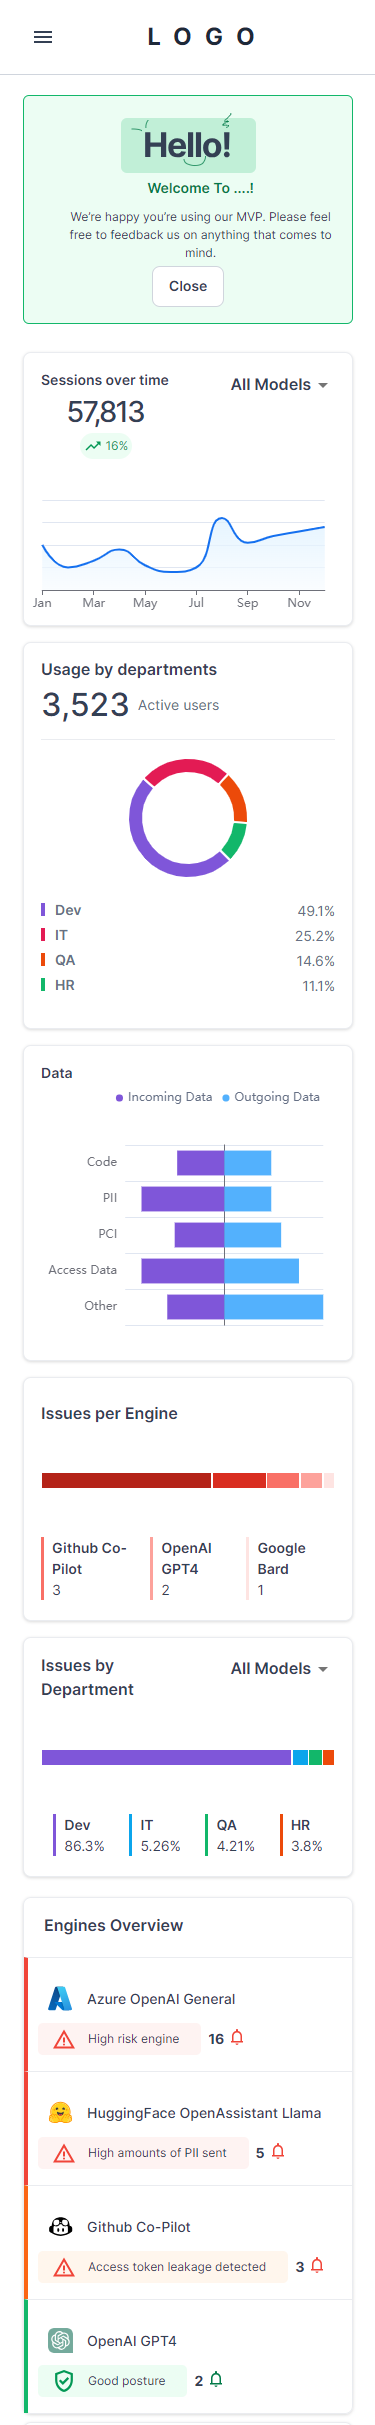 LOGO
Hello!
Welcome To ....!
We're happy you're using our MVP. Please feel
free to feedback us on anything that comes to
mind.
Close
Sessions over time
All Models
57,813
16%
Jan Mar May Jul Sep Nov
Usage by departments
3,523 Active users
Dev 49.1%
IT 25.2%
QA 14.6%
HR 11.1%
Data
Incoming Data Outgoing Data
Code
PII
PCI
Access Data
Other
Issues per Engine
Github Co-
Pilot
3
OpenAI
GPT4
2
Google
Bard
1
Issues by
Department
All Models
Dev IT QA HR
86.3% 5.26% 4.21% 3.8%
Engines Overview
Azure OpenAI General
High risk engine 16
HuggingFace OpenAssistant Llama
High amounts of PII sent 5
Github Co-Pilot
Access token leakage detected 3
OpenAI GPT4
Good posture 2